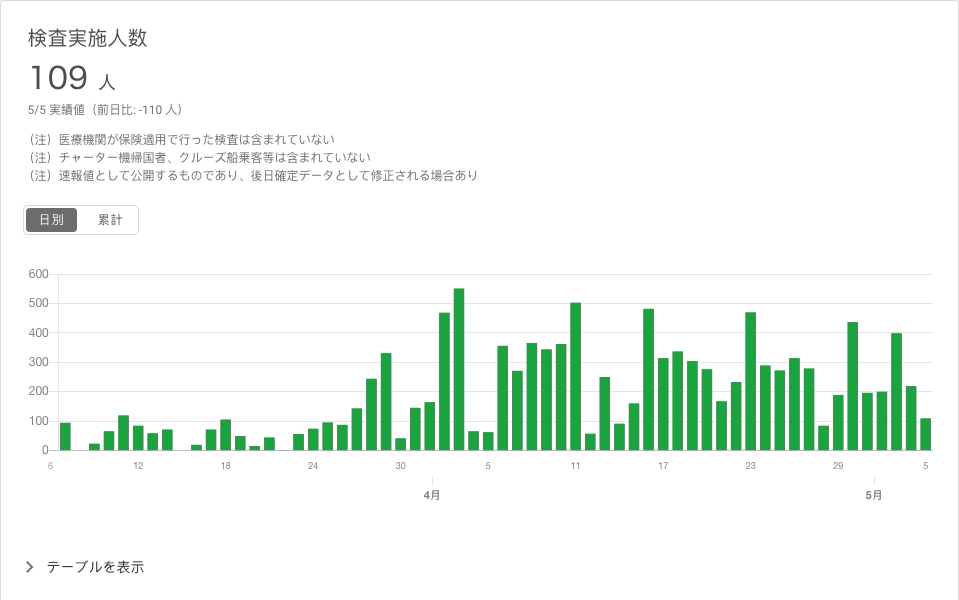 検査実施人数
109 人
5/5 実績値（前日比: -110 人）
（注）医療機関が保険適用で行った検査は含まれていない
（注）チャーター機帰国者、クルーズ船乗客等は含まれていない
（注）速報値として公開するものであり、後日確定データとして修正される場合あり
日別 累計
600
500
400
300
200
100
0
6 12 18 24 30 5 11 17 23 29 5
4月 5月
テーブルを表示